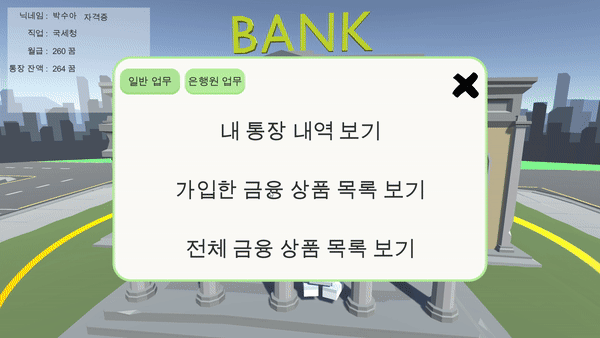 닉네임 : 박수아 자격증
직업 : 국세청
월급 : 260 꿈
통장 잔액 : 264 꿈
BANK
일반 업무 은행원 업무
내 통장 내역 보기
가입한 금융 상품 목록 보기
전체 금융 상품 목록 보기